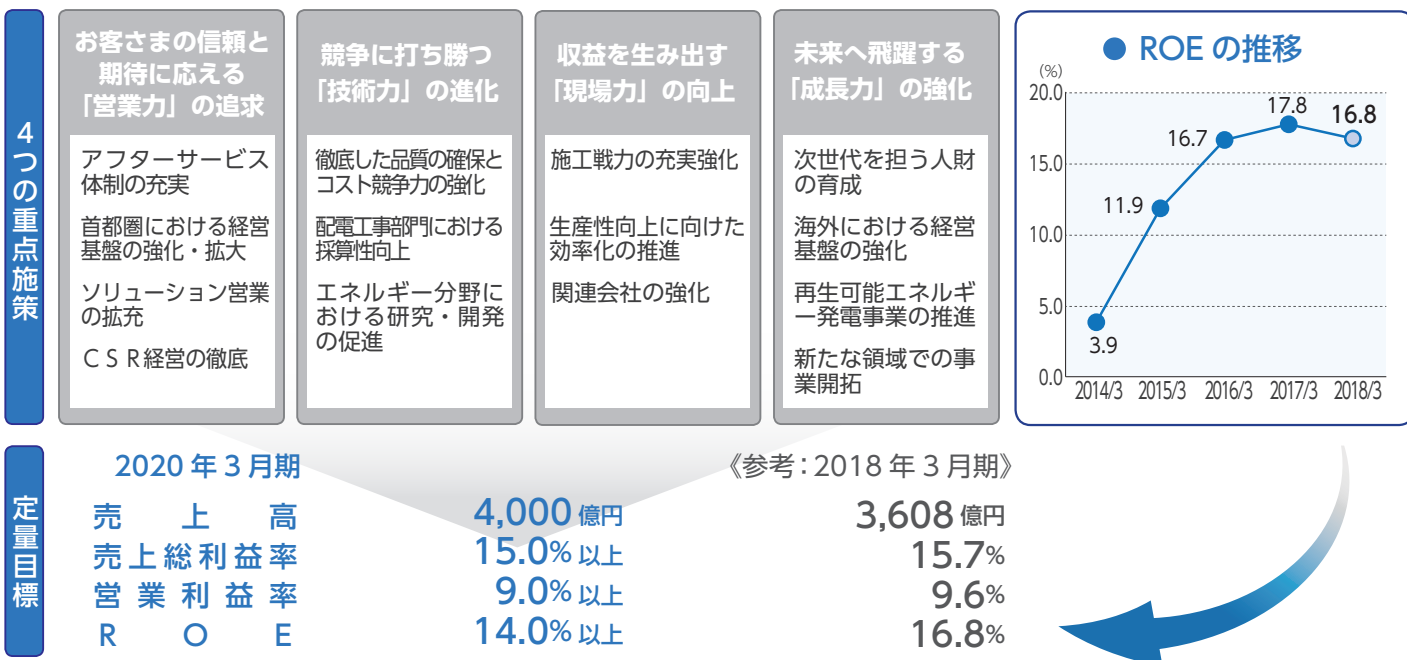 4つの重点施策
お客さまの信頼と
期待に応える
「営業力」の追求
アフターサービス
体制の充実
首都圏における経営
基盤の強化・拡大
ソリューション営業
の拡充
ＣＳＲ経営の徹底
競争に打ち勝つ
「技術力」の進化
徹底した品質の確保と
コスト競争力の強化
配電工事部門における
採算性向上
エネルギー分野に
おける研究・開発
の促進
収益を生み出す
「現場力」の向上
施工戦力の充実強化
生産性向上に向けた
効率化の推進
関連会社の強化
未来へ飛躍する
「成長力」の強化
次世代を担う人財
の育成
海外における経営
基盤の強化
再生可能エネルギ
ー発電事業の推進
新たな領域での事
業開拓
● ROE の推移
(%)
20.0
15.0
10.0
5.0
0.0
3.9
11.9
16.7
17.8
16.8
2014/3 2015/3 2016/3 2017/3 2018/3
定量目標
2020 年 3 月期 《参考：2018 年 3 月期》
売上高 4,000 億円 3,608 億円
売上総利益率 15.0% 以上 15.7%
営業利益率 9.0% 以上 9.6%
ROE 14.0% 以上 16.8%